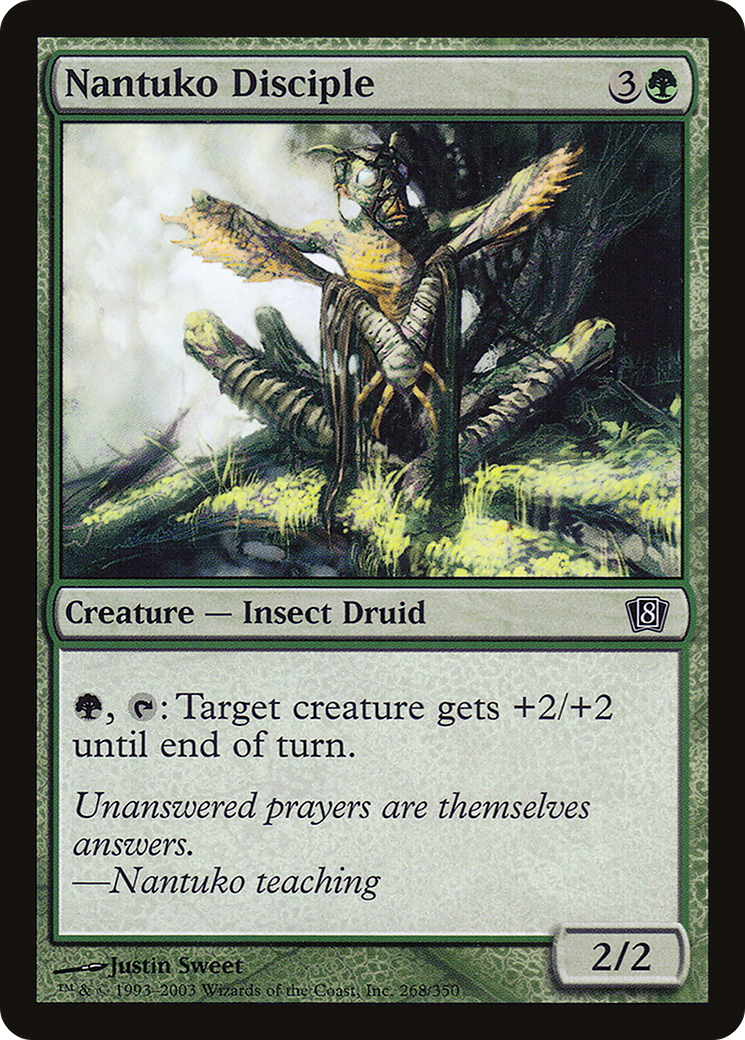 Nantuko Disciple 3
Creature — Insect Druid 8
, : Target creature gets +2/+2
until end of turn.
Unanswered prayers are themselves
answers.
—Nantuko teaching
2/2
Justin Sweet
™ & © 1993–2003 Wizards of the Coast, Inc. 268/350